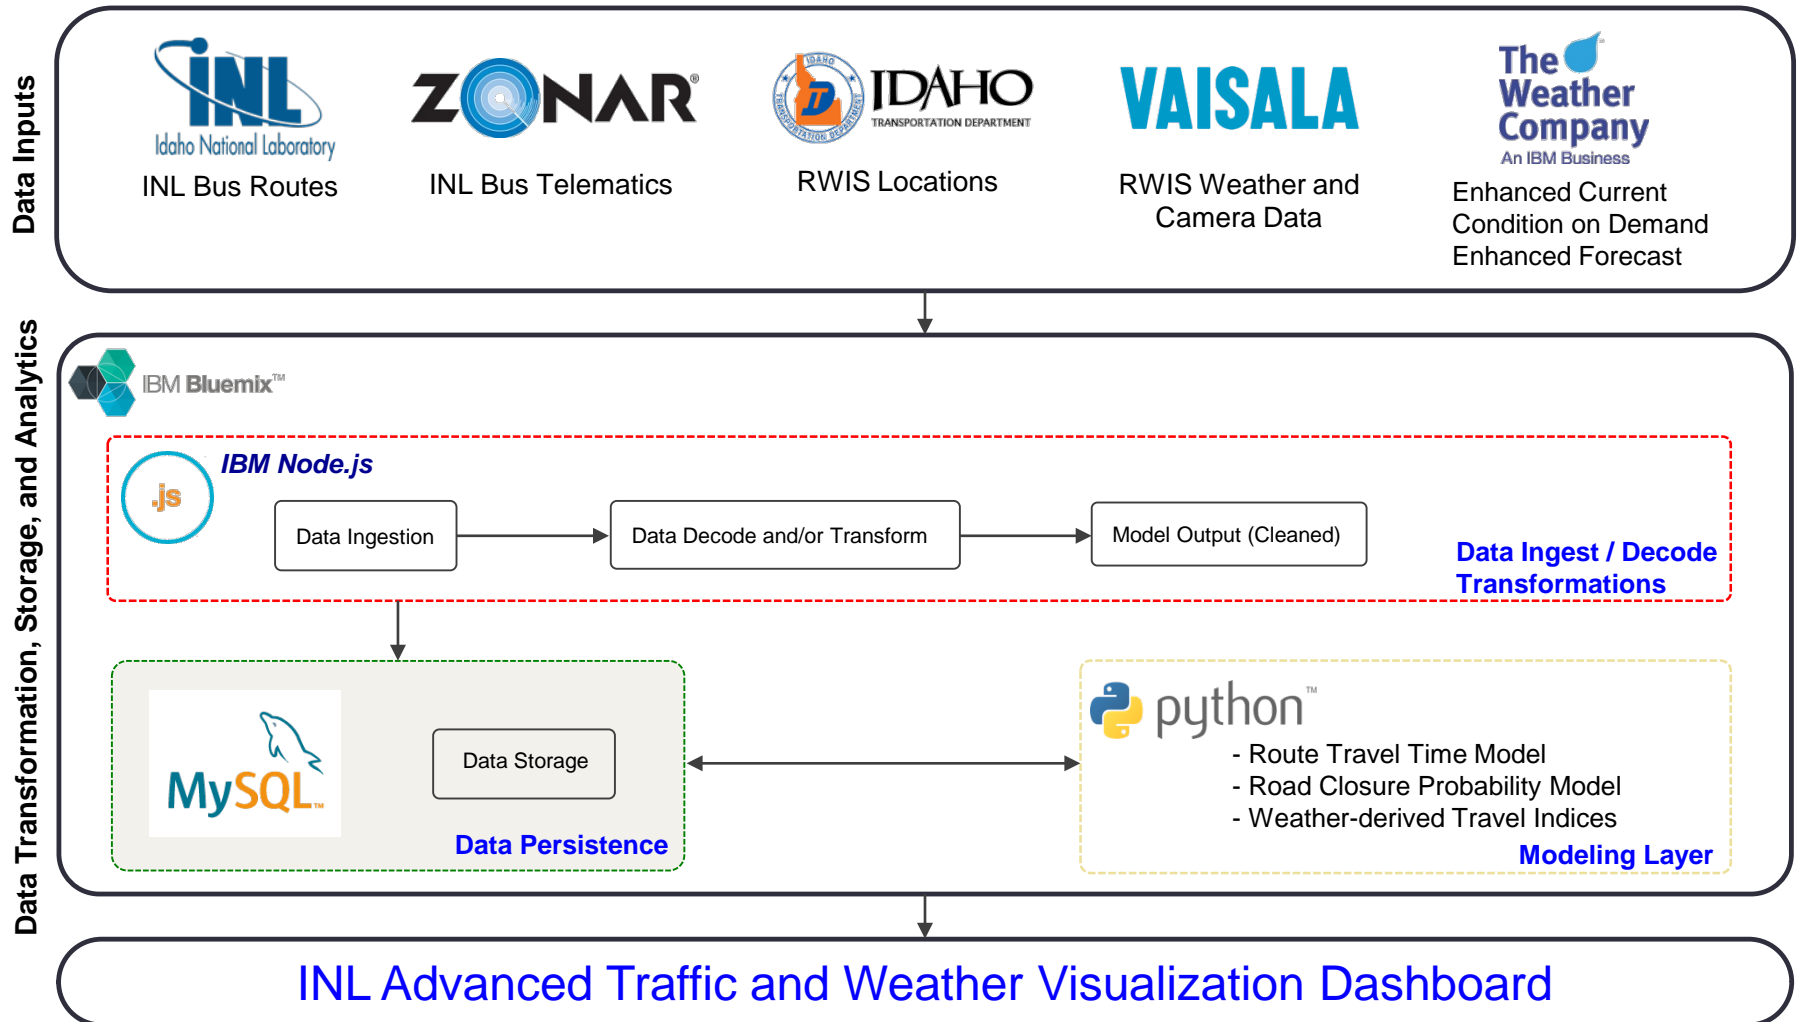 Data Inputs
INL
Idaho National Laboratory
INL Bus Routes
ZONAR®
INL Bus Telematics
IDAHO
TRANSPORTATION DEPARTMENT
IDAHO
TRANSPORTATION DEPARTMENT
RWIS Locations
VAISALA
RWIS Weather and
Camera Data
The
Weather
Company
An IBM Business
Enhanced Current
Condition on Demand
Enhanced Forecast
Data Transformation, Storage, and Analytics
IBM Bluemix™
.js
IBM Node.js
Data Ingestion
Data Decode and/or Transform
Model Output (Cleaned)
Data Ingest / Decode
Transformations
MySQL™
Data Storage
Data Persistence
python™
- Route Travel Time Model
- Road Closure Probability Model
- Weather-derived Travel Indices
Modeling Layer
INL Advanced Traffic and Weather Visualization Dashboard